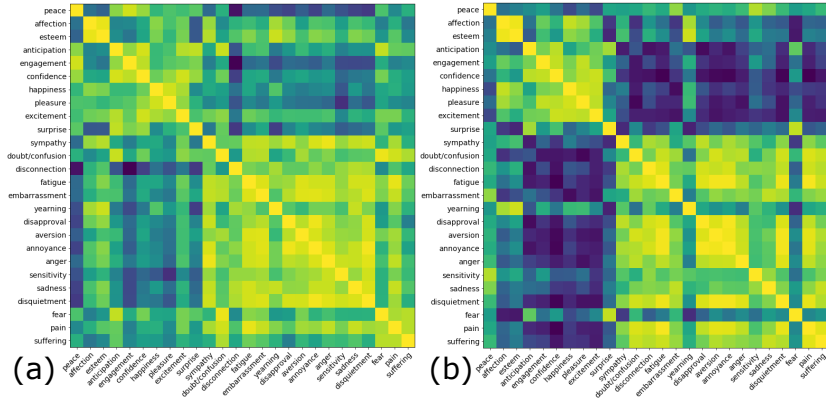 peace
affection
esteem
anticipation
engagement
confidence
happiness
pleasure
excitement
surprise
sympathy
doubt/confusion
disconnection
fatigue
embarrassment
yearning
disapproval
aversion
annoyance
anger
sensitivity
sadness
disquietment
fear
pain
suffering
peace
affection
esteem
anticipation
engagement
confidence
happiness
pleasure
excitement
surprise
sympathy
doubt/confusion
disconnection
fatigue
embarrassment
yearning
disapproval
aversion
annoyance
anger
sensitivity
sadness
disquietment
fear
pain
suffering
(a)
peace
affection
esteem
anticipation
engagement
confidence
happiness
pleasure
excitement
surprise
sympathy
doubt/confusion
disconnection
fatigue
embarrassment
yearning
disapproval
aversion
annoyance
anger
sensitivity
sadness
disquietment
fear
pain
suffering
peace
affection
esteem
anticipation
engagement
confidence
happiness
pleasure
excitement
surprise
sympathy
doubt/confusion
disconnection
fatigue
embarrassment
yearning
disapproval
aversion
annoyance
anger
sensitivity
sadness
disquietment
fear
pain
suffering
(b)